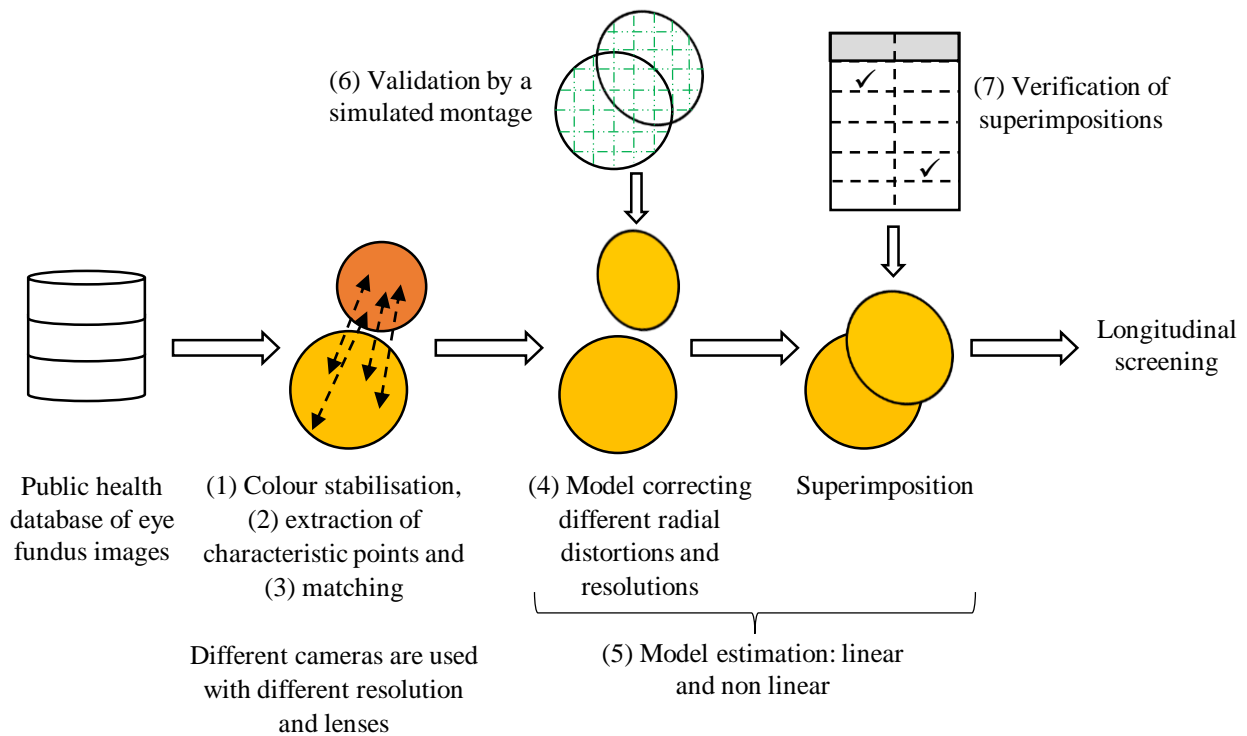 (6) Validation by a
simulated montage
(7) Verification of
superimpositions
Longitudinal
screening
Public health
database of eye
fundus images
(1) Colour stabilisation,
(2) extraction of
characteristic points and
(3) matching
(4) Model correcting
different radial
distortions and
resolutions
Superimposition
Different cameras are used
with different resolution
and lenses
(5) Model estimation: linear
and non linear